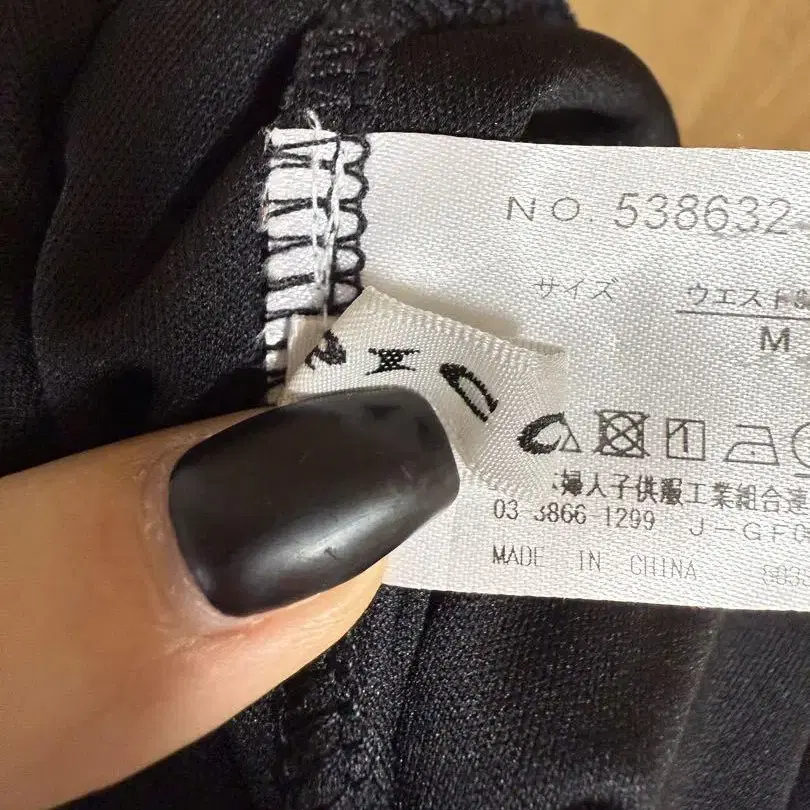 NO. 538632
サイズ ウエスト
M
婦人子供服工業組合連
03 3866 1299 J-GF
MADE IN CHINA